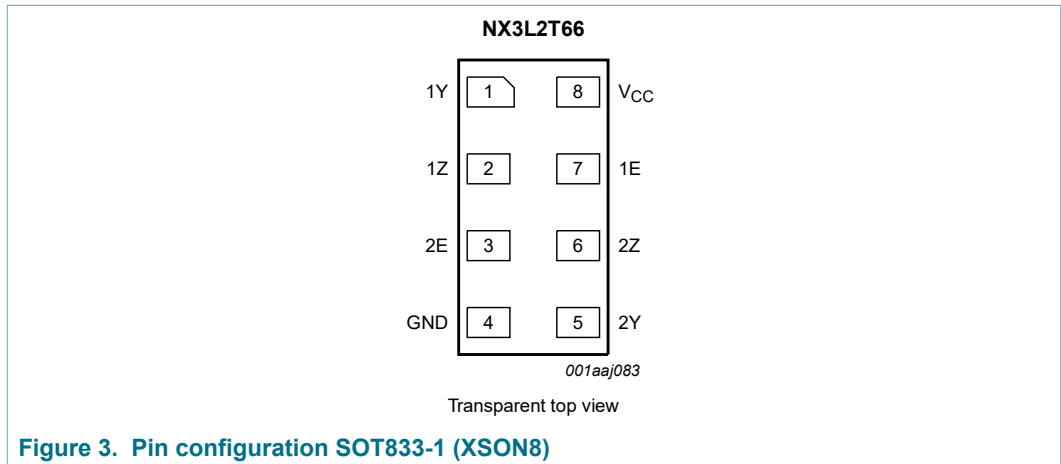 NX3L2T66
1Y 1 8 VCC
1Z 2 7 1E
2E 3 6 2Z
GND 4 5 2Y
001aaj083
Transparent top view
Figure 3. Pin configuration SOT833-1 (XSON8)